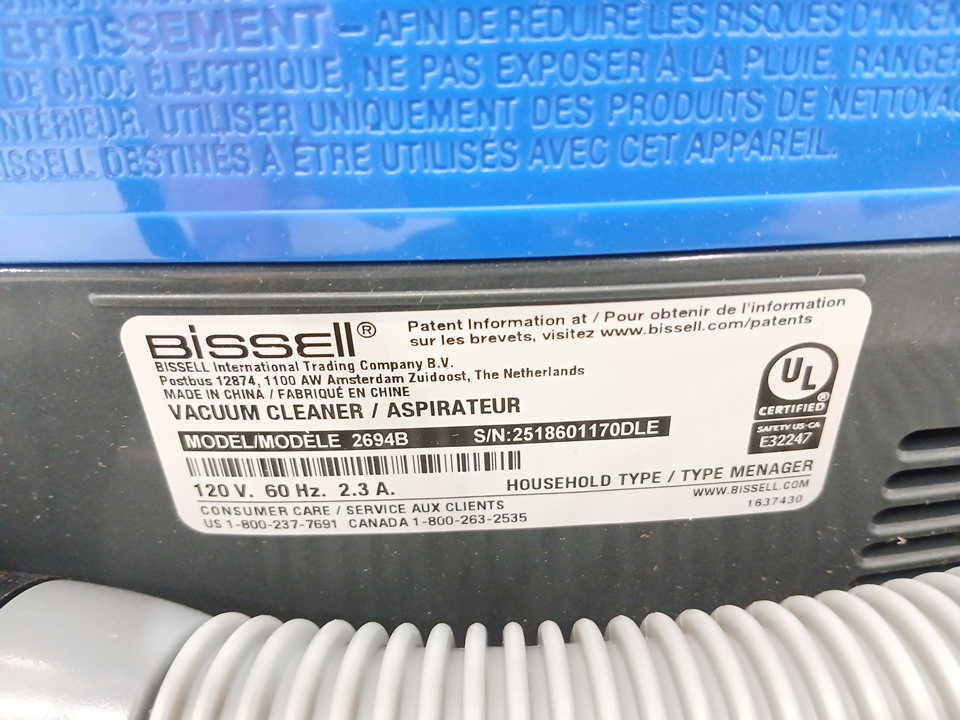 ERTISSEMENT – AFIN DE RÉDUIRE LES RISQUES D'INCEN
DE CHOC ÉLECTRIQUE, NE PAS EXPOSER À LA PLUIE. RANGER
INTÉRIEUR. UTILISER UNIQUEMENT DES PRODUITS DE NETTOYA
BISSELL DESTINÉS À ÊTRE UTILISÉS AVEC CET APPAREIL.
BISSELL® Patent Information at / Pour obtenir de l'information
sur les brevets, visitez www.bissell.com/patents
BISSELL International Trading Company B.V.
Postbus 12874, 1100 AW Amsterdam Zuidoost, The Netherlands
MADE IN CHINA / FABRIQUÉ EN CHINE
VACUUM CLEANER / ASPIRATEUR
MODEL/MODÈLE 2694B S/N:2518601170DLE
120 V. 60 Hz. 2.3 A.
HOUSEHOLD TYPE / TYPE MENAGER
CONSUMER CARE / SERVICE AUX CLIENTS
US 1-800-237-7691 CANADA 1-800-263-2535
WWW.BISSELL.COM
1637430
UL
®
CERTIFIED
SAFETY US-CA
E32247